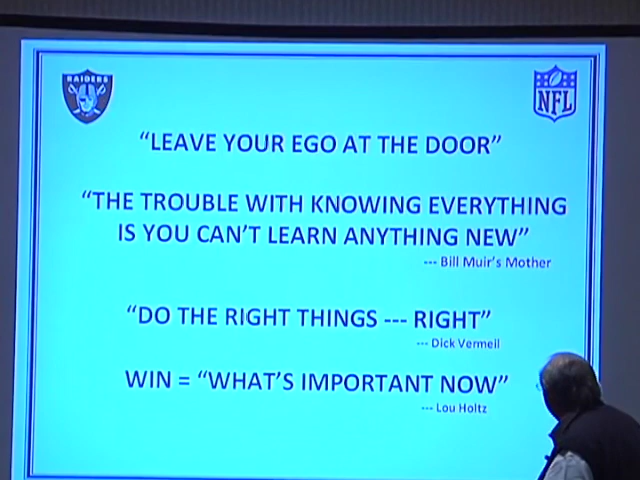 RAIDERS
NFL
“LEAVE YOUR EGO AT THE DOOR”
“THE TROUBLE WITH KNOWING EVERYTHING
IS YOU CAN’T LEARN ANYTHING NEW”
--- Bill Muir’s Mother
“DO THE RIGHT THINGS --- RIGHT”
--- Dick Vermeil
WIN = “WHAT’S IMPORTANT NOW”
--- Lou Holtz